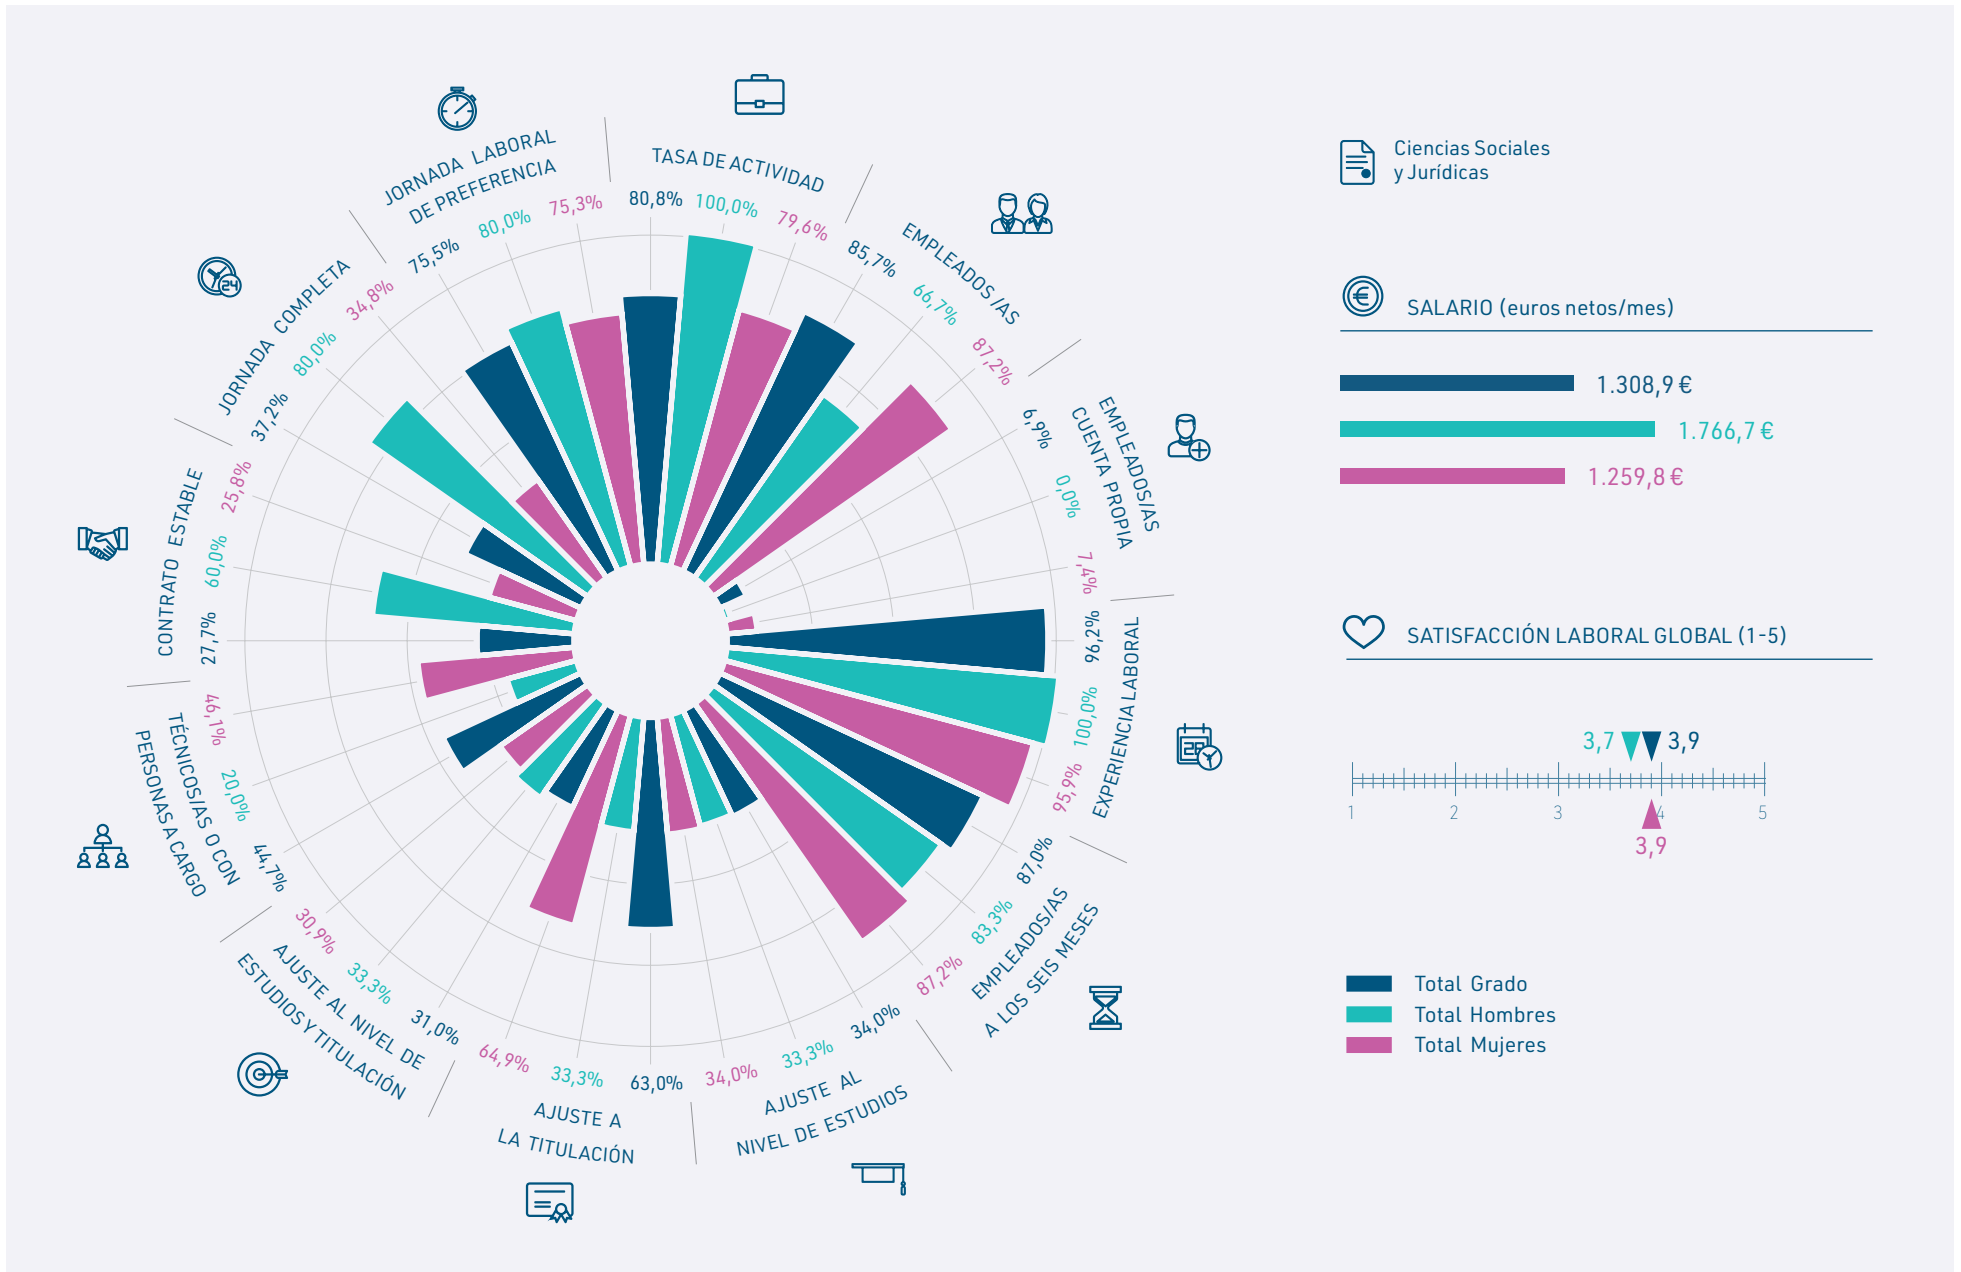 JORNADA LABORAL
DE PREFERENCIA
75,5%
80,0%
75,3%
TASA DE ACTIVIDAD
80,8%
100,0%
79,6%
EMPLEADOS /AS
85,7%
66,7%
87,2%
EMPLEADOS/AS
CUENTA PROPIA
6,9%
0,0%
7,4%
EXPERIENCIA LABORAL
96,2%
100,0%
95,9%
EMPLEADOS/AS
A LOS SEIS MESES
87,0%
83,3%
87,2%
AJUSTE AL
NIVEL DE ESTUDIOS
34,0%
33,3%
34,0%
AJUSTE A
LA TITULACIÓN
63,0%
33,3%
64,9%
AJUSTE AL NIVEL DE
ESTUDIOS Y TITULACIÓN
31,0%
33,3%
30,9%
TÉCNICOS/AS O CON
PERSONAS A CARGO
44,7%
20,0%
46,1%
CONTRATO ESTABLE
27,7%
60,0%
25,8%
JORNADA COMPLETA
37,2%
80,0%
34,8%
24
28
Ciencias Sociales
y Jurídicas
€
SALARIO (euros netos/mes)
1.308,9 €
1.766,7 €
1.259,8 €
SATISFACCIÓN LABORAL GLOBAL (1-5)
3,7
3,9
1 2 3 4 5
3,9
Total Grado
Total Hombres
Total Mujeres